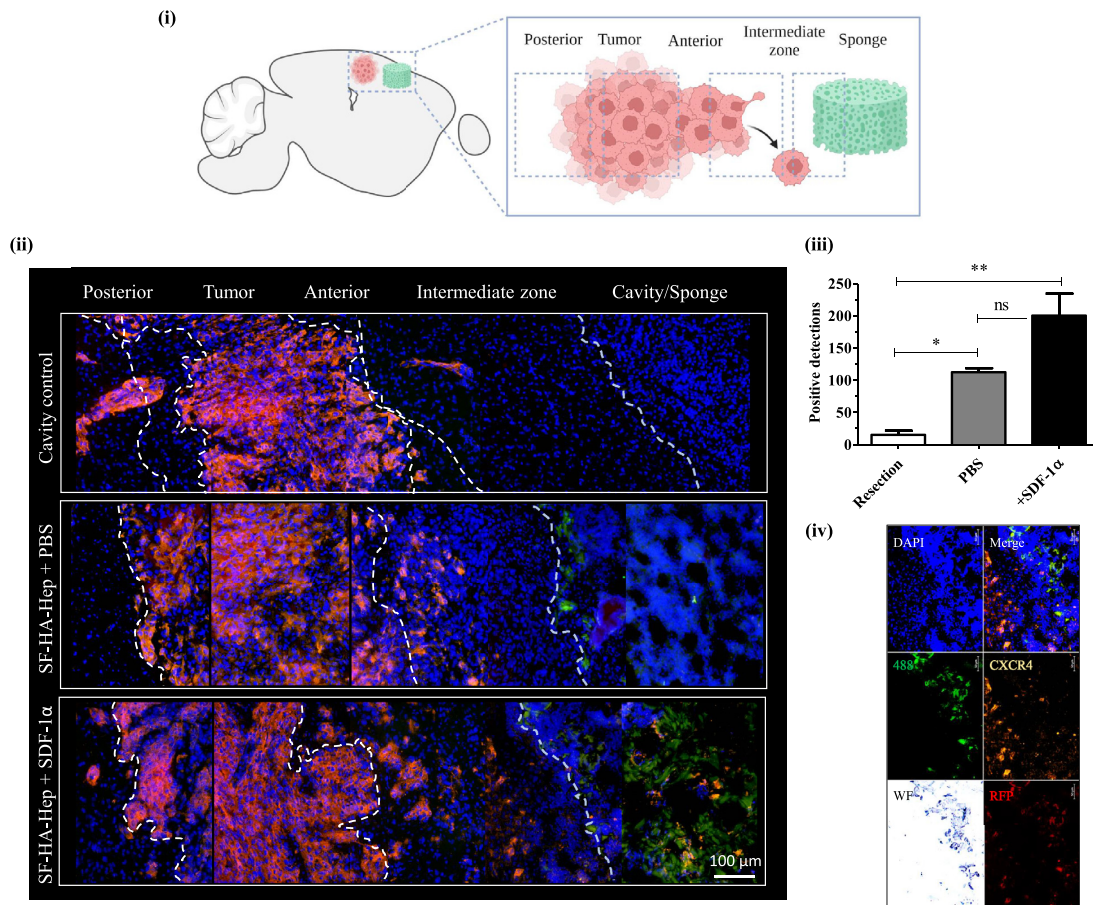 (i)
Posterior Tumor Anterior Intermediate zone Sponge
(ii)
Posterior Tumor Anterior Intermediate zone Cavity/Sponge
Cavity control
SF-HA-Hep + PBS
SF-HA-Hep + SDF-1α
100 μm
(iii)
Positive detections
250
200
150
100
50
0
**
ns
*
Resection PBS +SDF-1α
(iv)
DAPI Merge
488 CXCR4
WF RFP